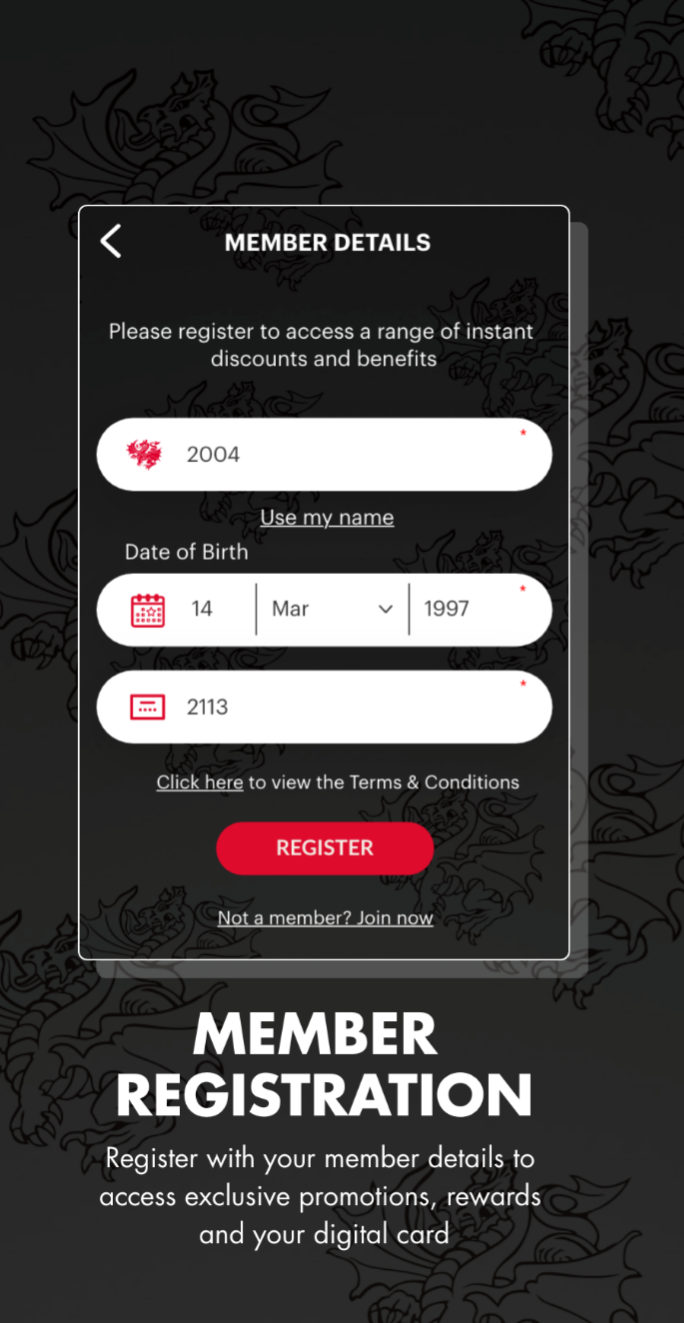 MEMBER DETAILS
Please register to access a range of instant
discounts and benefits
2004
*
Use my name
Date of Birth
14 Mar 1997
*
2113
*
Click here to view the Terms & Conditions
REGISTER
Not a member? Join now
MEMBER
REGISTRATION
Register with your member details to
access exclusive promotions, rewards
and your digital card